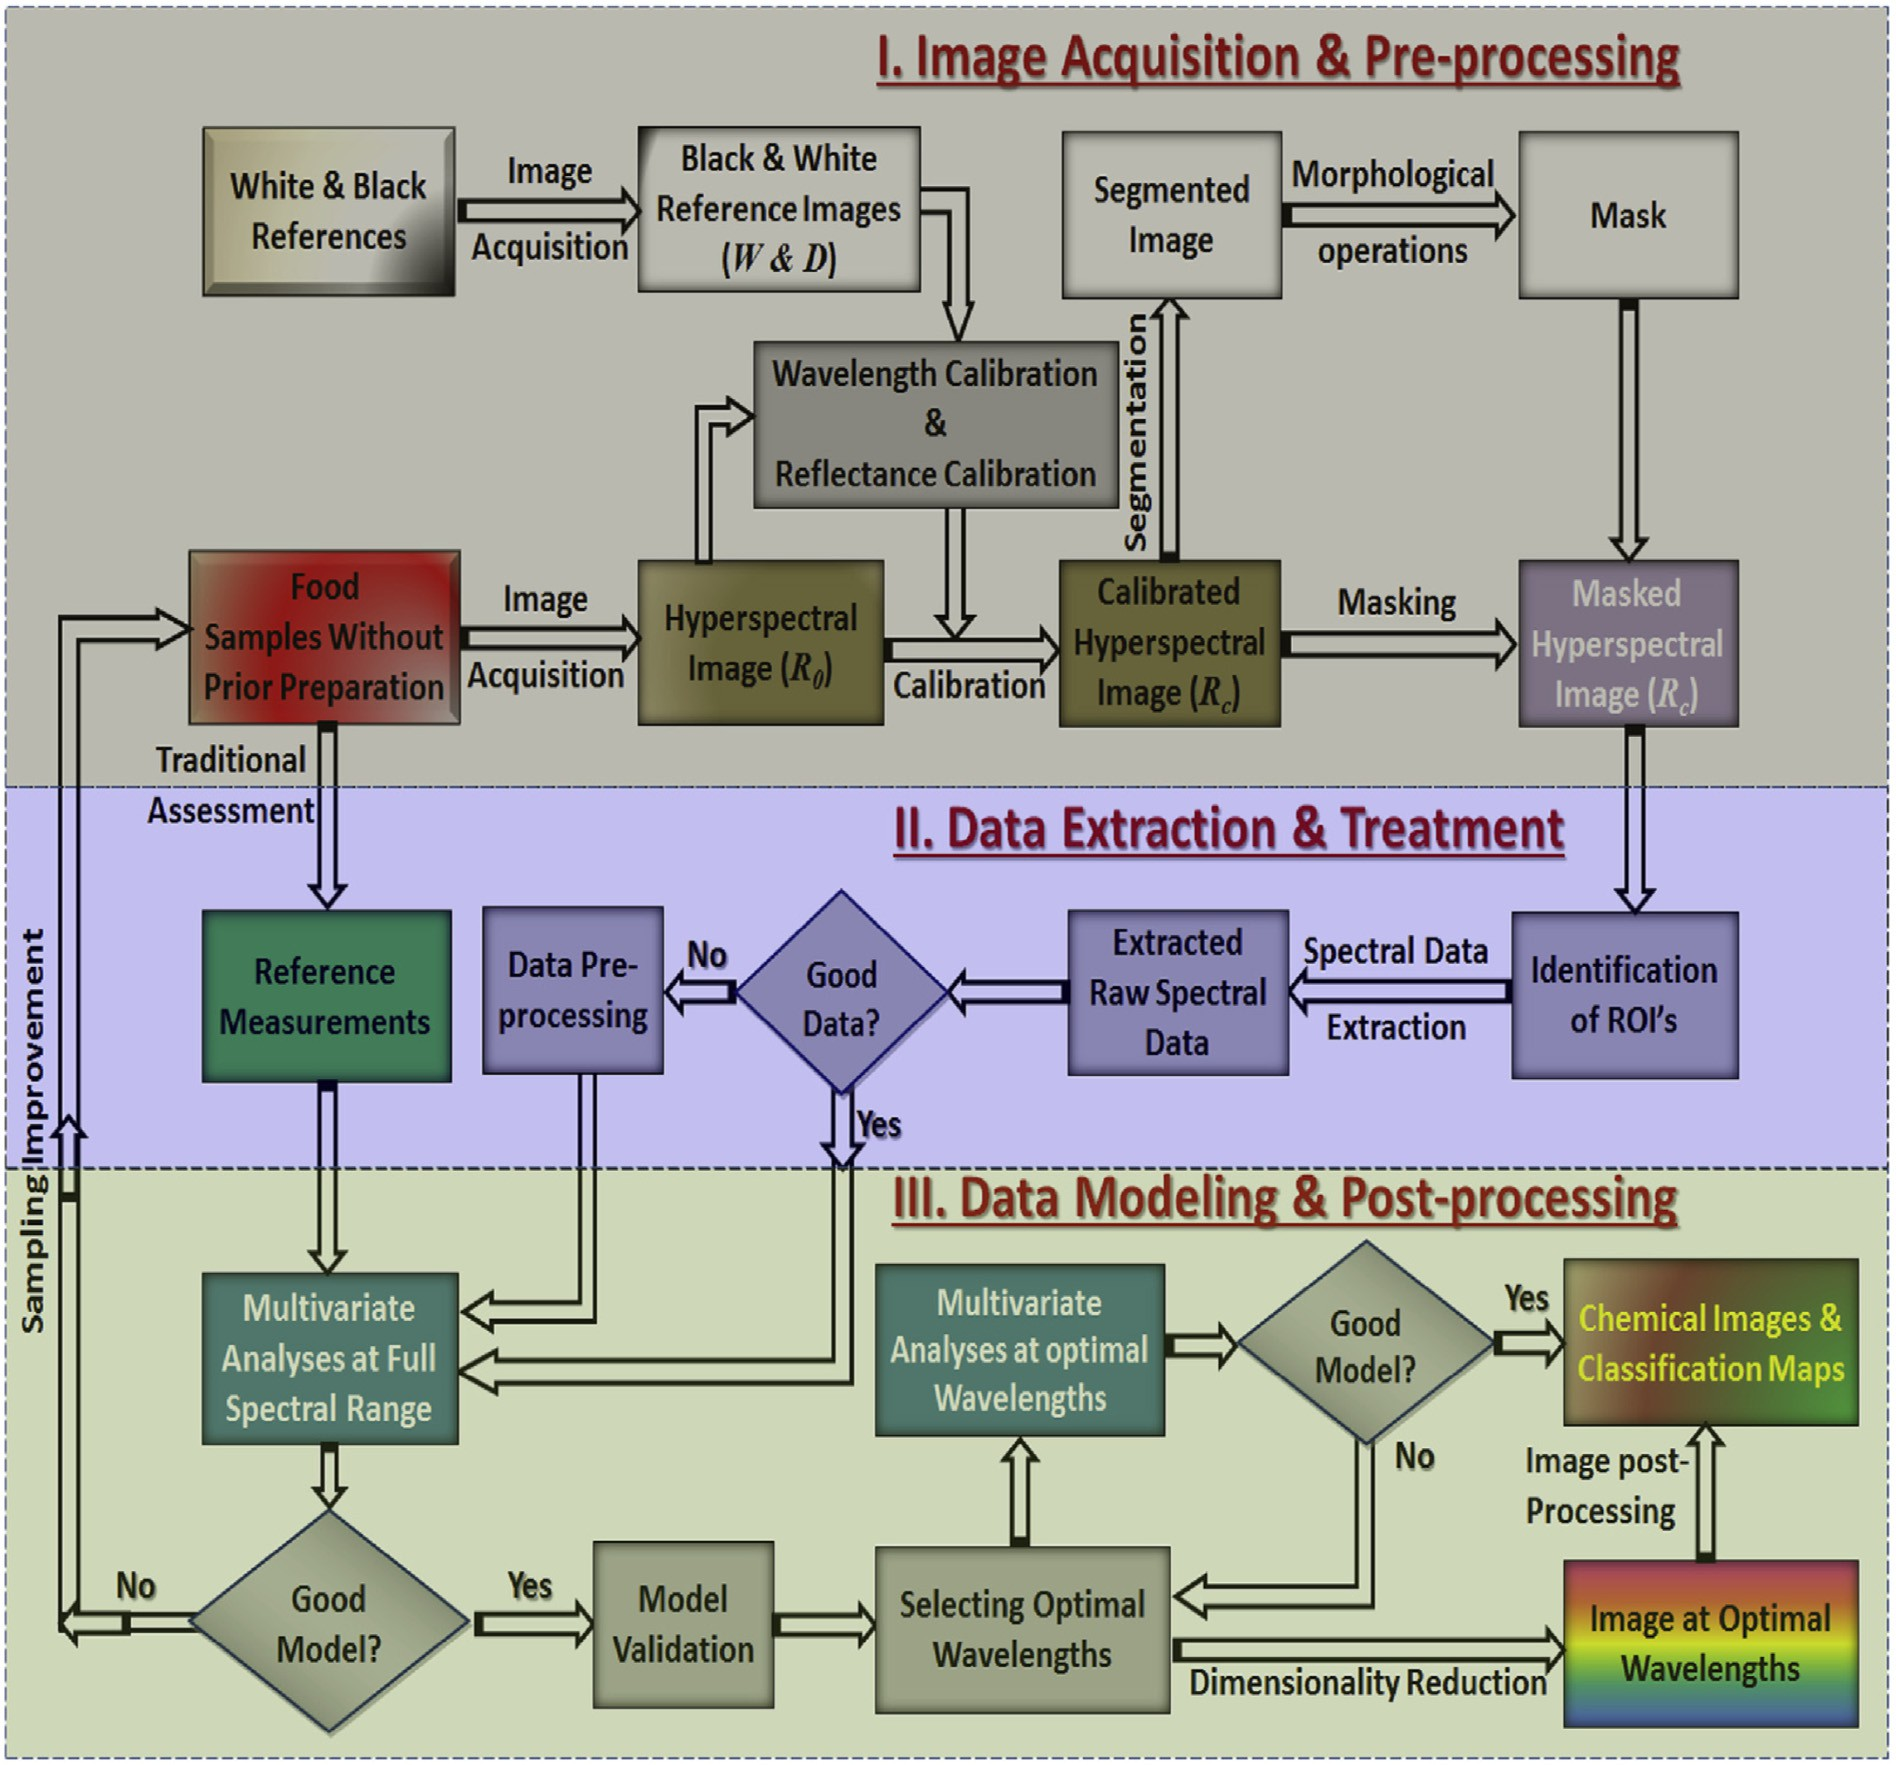 I. Image Acquisition & Pre-processing
White & Black
References
Image
Acquisition
Black & White
Reference Images
(W & D)
Segmented
Image
Morphological
operations
Mask
Wavelength Calibration
&
Reflectance Calibration
Segmentation
Food
Samples Without
Prior Preparation
Image
Acquisition
Hyperspectral
Image (R0)
Calibration
Calibrated
Hyperspectral
Image (Rc)
Masking
Masked
Hyperspectral
Image (Rc)
Traditional
Assessment
II. Data Extraction & Treatment
Reference
Measurements
Data Pre-
processing
No
Good
Data?
Yes
Extracted
Raw Spectral
Data
Spectral Data
Extraction
Identification
of ROI's
Sampling Improvement
III. Data Modeling & Post-processing
Multivariate
Analyses at Full
Spectral Range
Multivariate
Analyses at optimal
Wavelengths
Good
Model?
Yes
Chemical Images &
Classification Maps
No
Image post-
Processing
No
Good
Model?
Yes
Model
Validation
Selecting Optimal
Wavelengths
Dimensionality Reduction
Image at Optimal
Wavelengths